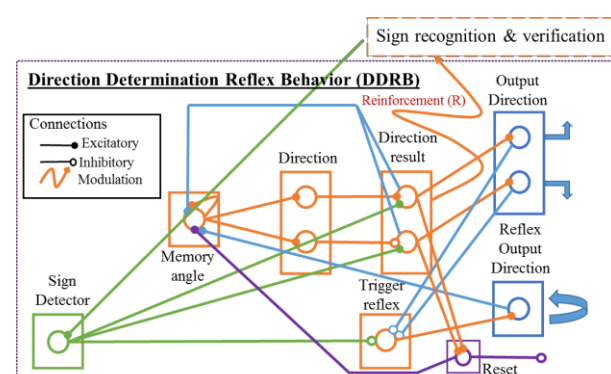 Sign recognition & verification
Direction Determination Reflex Behavior (DDRB)
Output
Direction
Reinforcement (R)
Connections
Excitatory
Inhibitory
Modulation
Direction
Direction
result
Memory
angle
Reflex
Output
Direction
Sign
Detector
Trigger
reflex
Reset